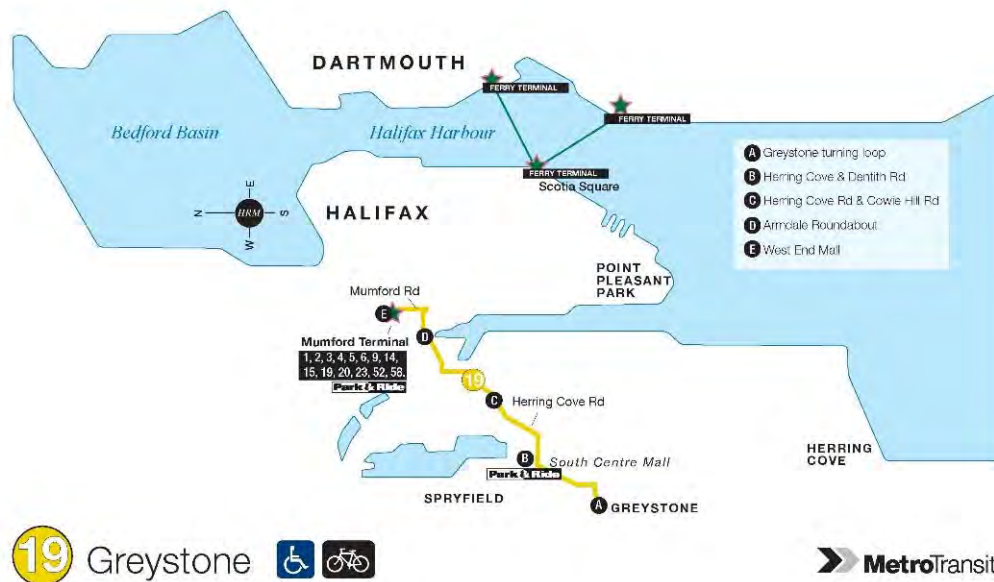 DARTMOUTH
FERRY TERMINAL
FERRY TERMINAL
Bedford Basin
Halifax Harbour
FERRY TERMINAL
Scotia Square
A Greystone turning loop
B Herring Cove & Dentith Rd
C Herring Cove Rd & Cowie Hill Rd
D Armdale Roundabout
E West End Mall
E
N
HRM
S
W
HALIFAX
POINT
PLEASANT
PARK
Mumford Rd
E
D
Mumford Terminal
1, 2, 3, 4, 5, 6, 9, 14,
15, 19, 20, 23, 52, 58.
Park & Ride
19
C
Herring Cove Rd
HERRING
COVE
B
South Centre Mall
Park & Ride
SPRYFIELD
A GREYSTONE
19 Greystone
MetroTransit